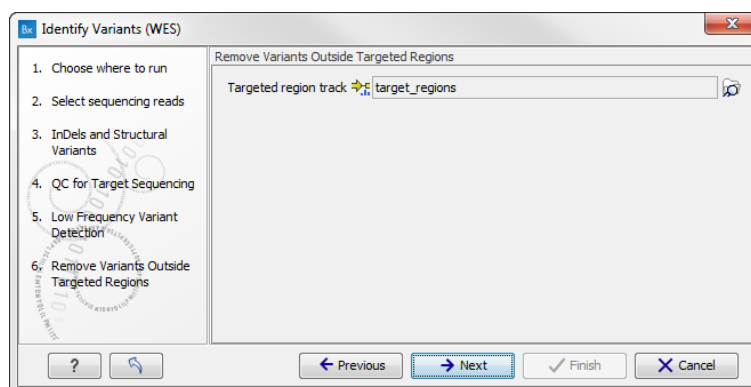 Bx Identify Variants (WES)
1. Choose where to run
2. Select sequencing reads
3. InDels and Structural
Variants
4. QC for Target Sequencing
5. Low Frequency Variant
Detection
6. Remove Variants Outside
Targeted Regions
Remove Variants Outside Targeted Regions
Targeted region track target_regions
? Previous Next Finish Cancel